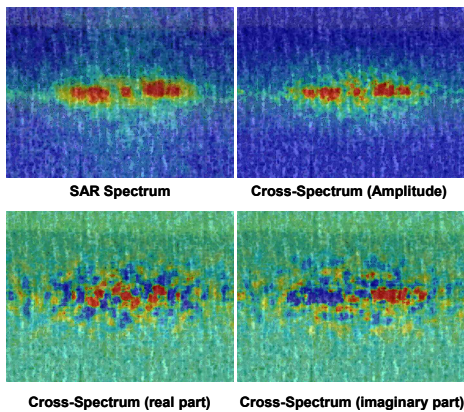 SAR Spectrum
Cross-Spectrum (Amplitude)
Cross-Spectrum (real part)
Cross-Spectrum (imaginary part)